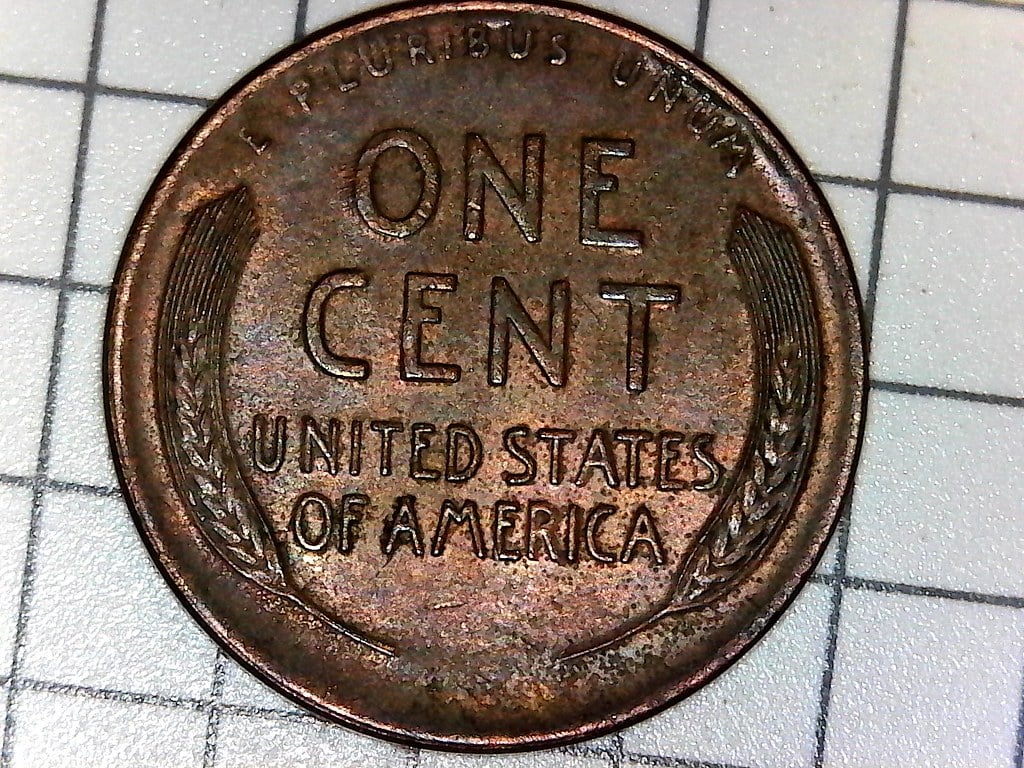 E PLURIBUS UNUM
ONE
CENT
UNITED STATES
OF AMERICA